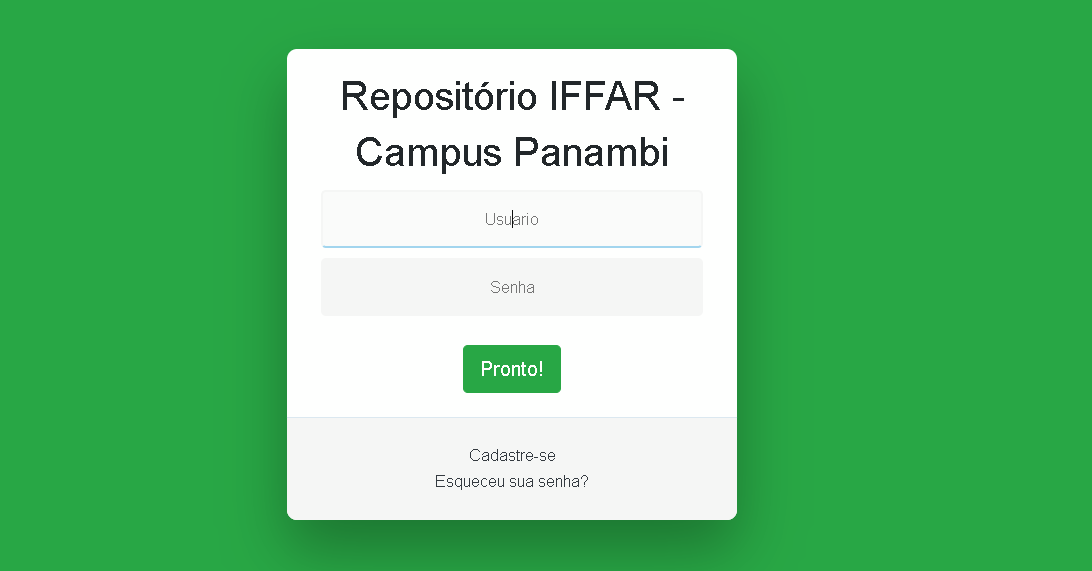 Repositório IFFAR -
Campus Panambi
Usuario
Senha
Pronto!
Cadastre-se
Esqueceu sua senha?